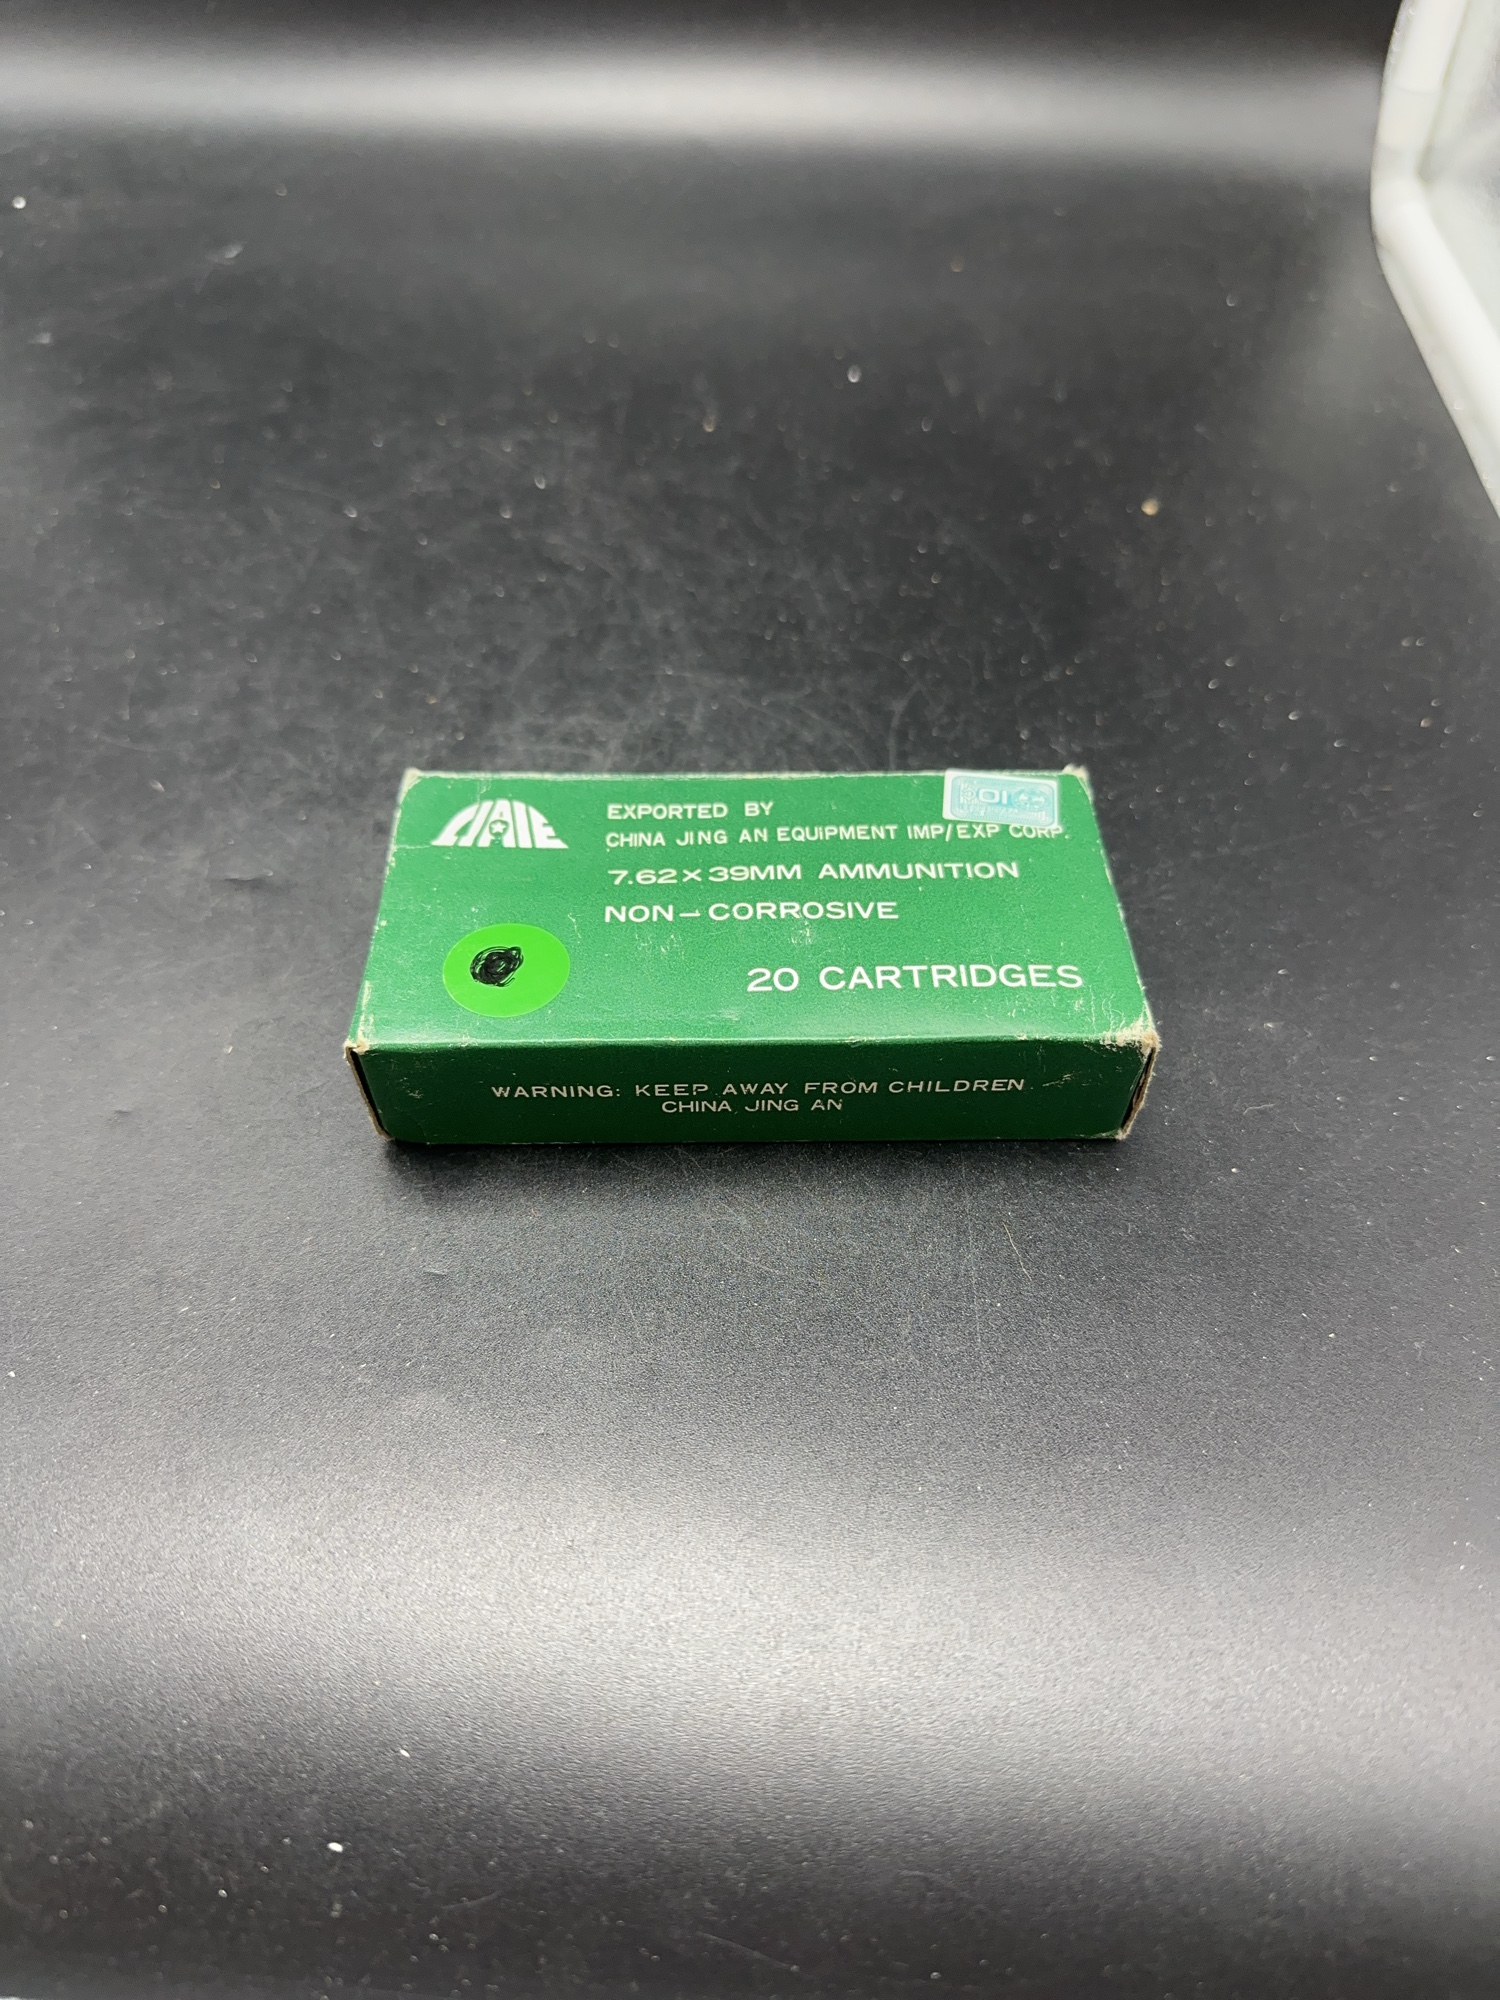 EXPORTED BY
CHINA JING AN EQUIPMENT IMP/EXP CORP.
7.62×39MM AMMUNITION
NON-CORROSIVE
20 CARTRIDGES
WARNING: KEEP AWAY FROM CHILDREN
CHINA JING AN